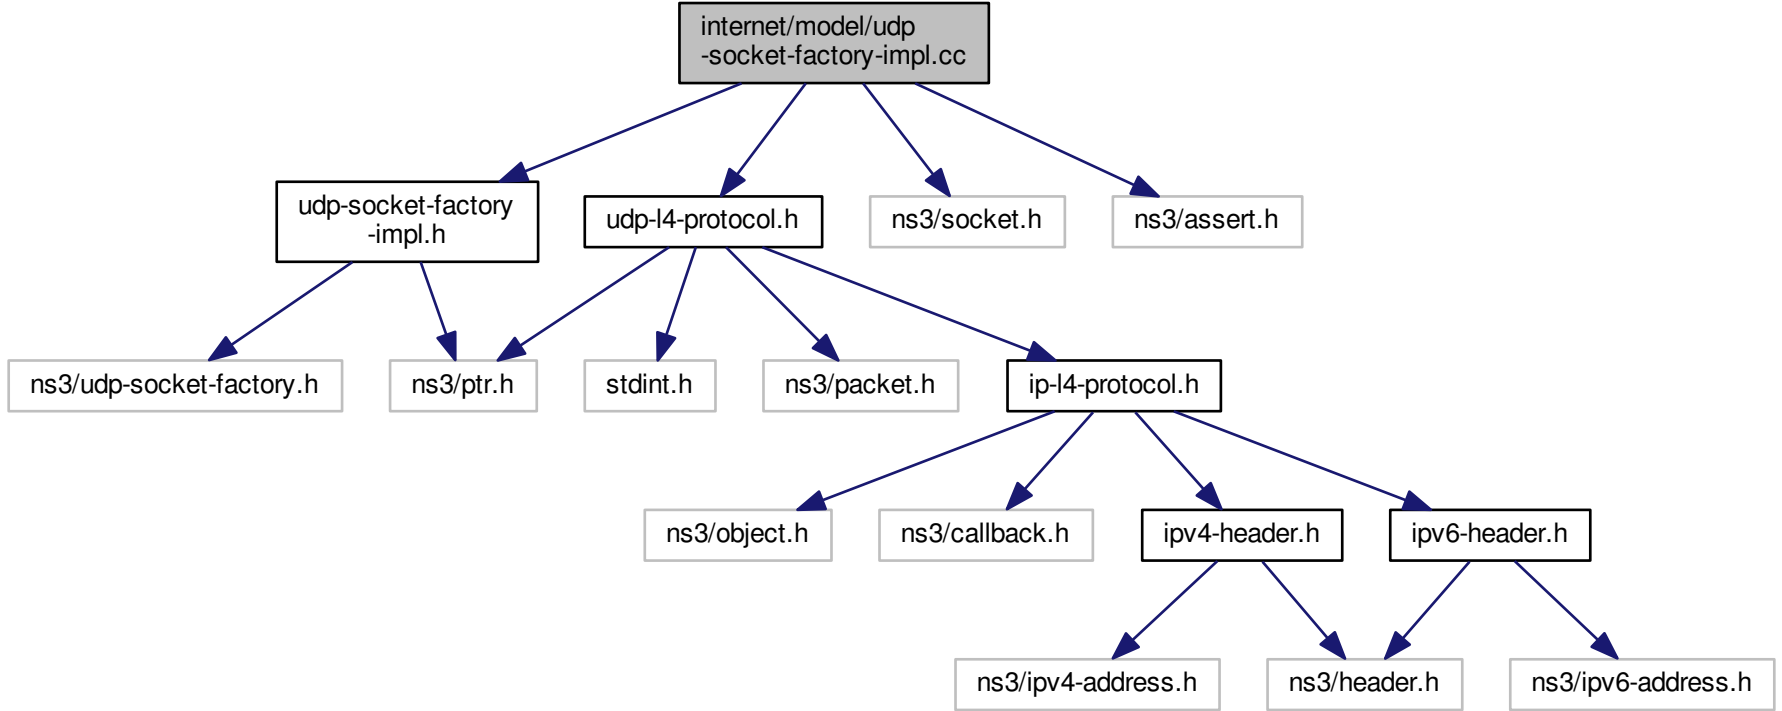 internet/model/udp
-socket-factory-impl.cc
udp-socket-factory
-impl.h
udp-l4-protocol.h
ns3/socket.h
ns3/assert.h
ns3/udp-socket-factory.h
ns3/ptr.h
stdint.h
ns3/packet.h
ip-l4-protocol.h
ns3/object.h
ns3/callback.h
ipv4-header.h
ipv6-header.h
ns3/ipv4-address.h
ns3/header.h
ns3/ipv6-address.h